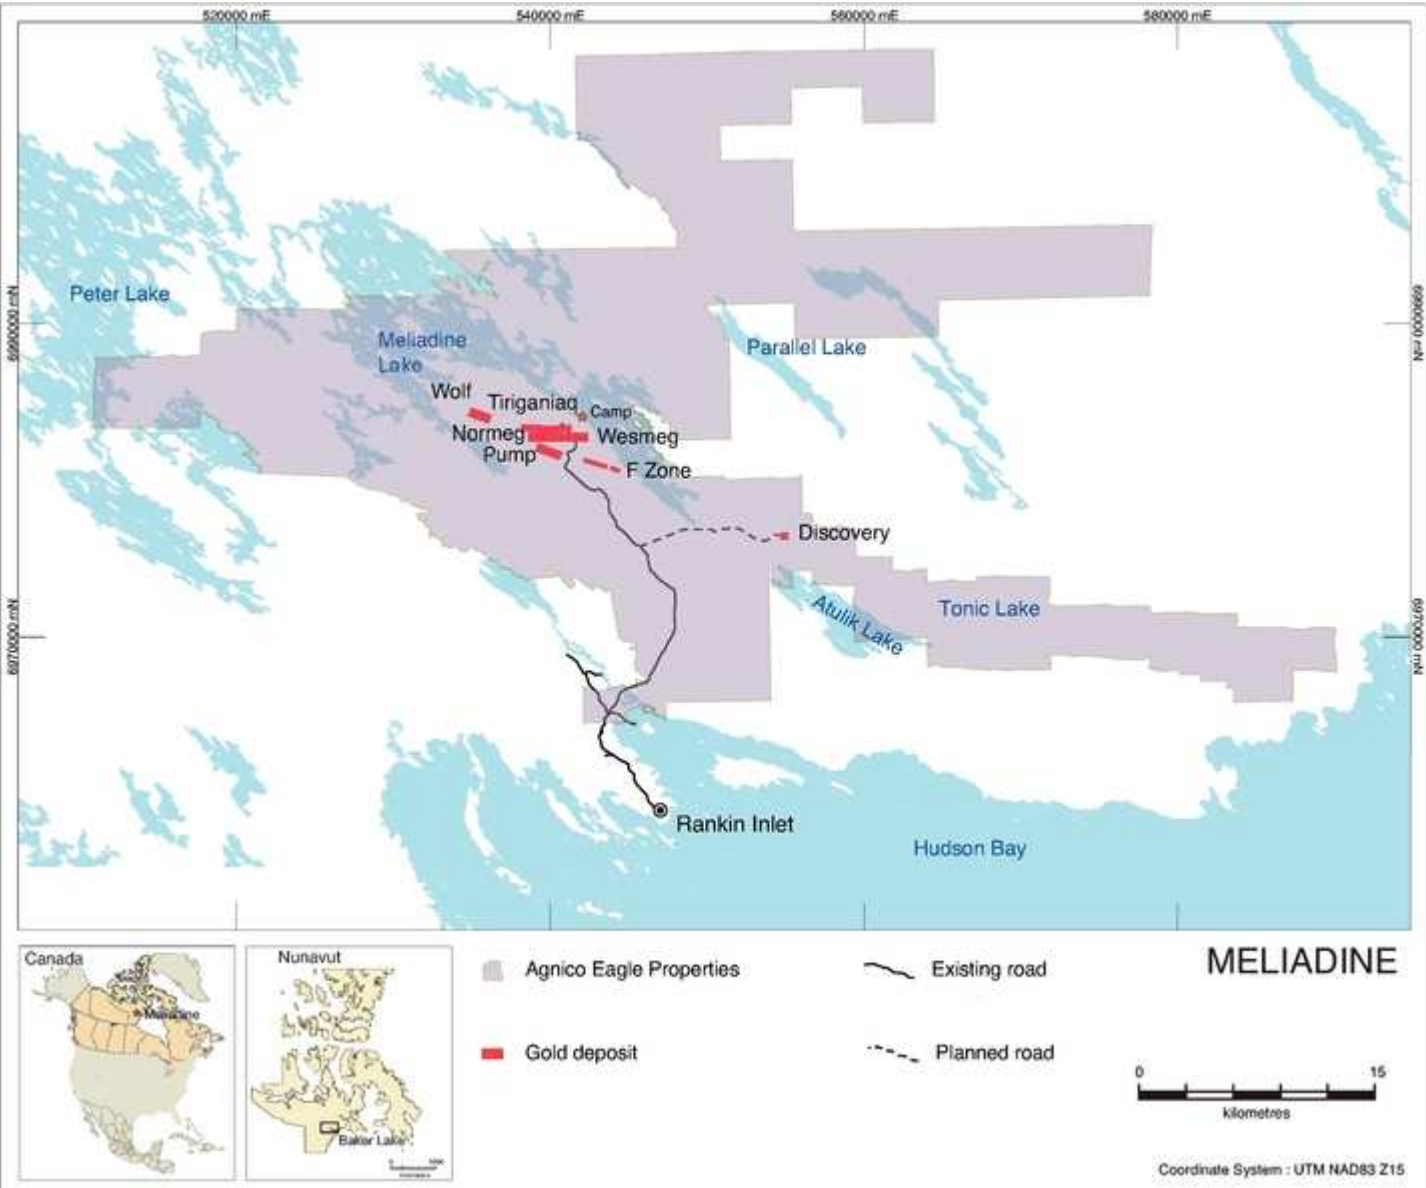 520000 mE
540000 mE
560000 mE
580000 mE
Peter Lake
6990000 mN
6990000 mN
Meliadine
Lake
Parallel Lake
Wolf
Tiriganiaq
Camp
Normeg
Wesmeg
Pump
F Zone
Discovery
Atulik Lake
Tonic Lake
6970000 mN
6970000 mN
Rankin Inlet
Hudson Bay
Canada
Meliadine
Nunavut
Baker Lake
Agnico Eagle Properties
Existing road
Gold deposit
Planned road
MELIADINE
0 15
kilometres
Coordinate System : UTM NAD83 Z15